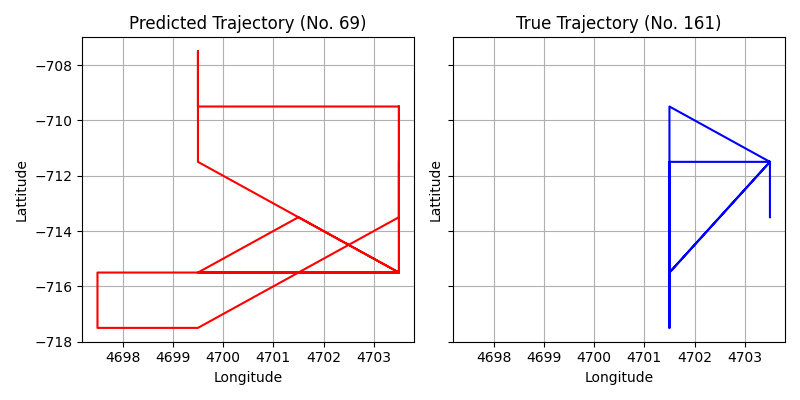 Predicted Trajectory (No. 69)
True Trajectory (No. 161)
−708
−710
−712
−714
−716
−718
Lattitude
Lattitude
4698 4699 4700 4701 4702 4703
4698 4699 4700 4701 4702 4703
Longitude
Longitude